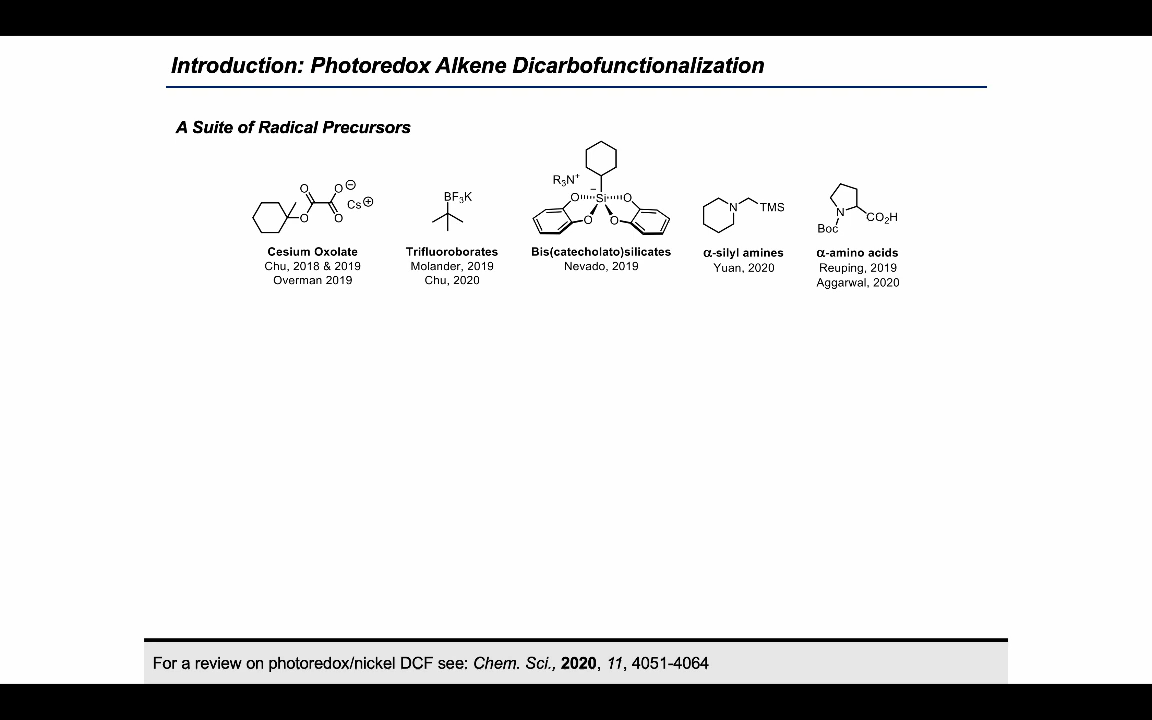 Introduction: Photoredox Alkene Dicarbofunctionalization
A Suite of Radical Precursors
O O⊖ Cs⊕
O O
BF3K
R3N+
−
O Si O
O O
N TMS
N CO2H
Boc
Cesium Oxolate
Chu, 2018 & 2019
Overman 2019
Trifluoroborates
Molander, 2019
Chu, 2020
Bis(catecholato)silicates
Nevado, 2019
α-silyl amines
Yuan, 2020
α-amino acids
Reuping, 2019
Aggarwal, 2020
For a review on photoredox/nickel DCF see: Chem. Sci., 2020, 11, 4051-4064